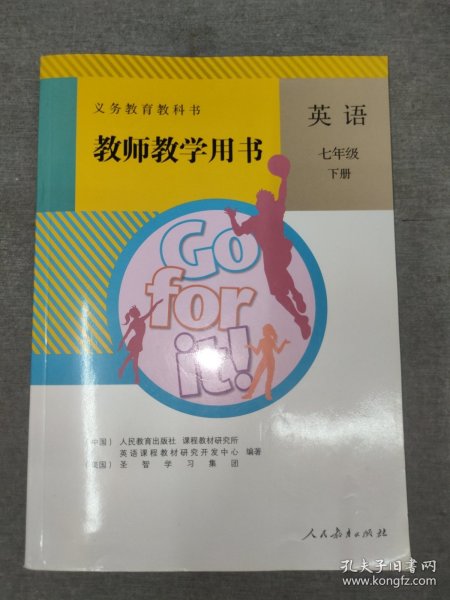 义务教育教科书
教师教学用书
英语
七年级
下册
Go
for
it!
(中国) 人民教育出版社 课程教材研究所
英语课程教材研究开发中心 编著
(美国) 圣智学习集团
人民教育出版社
孔夫子旧书网
www.kongfz.com